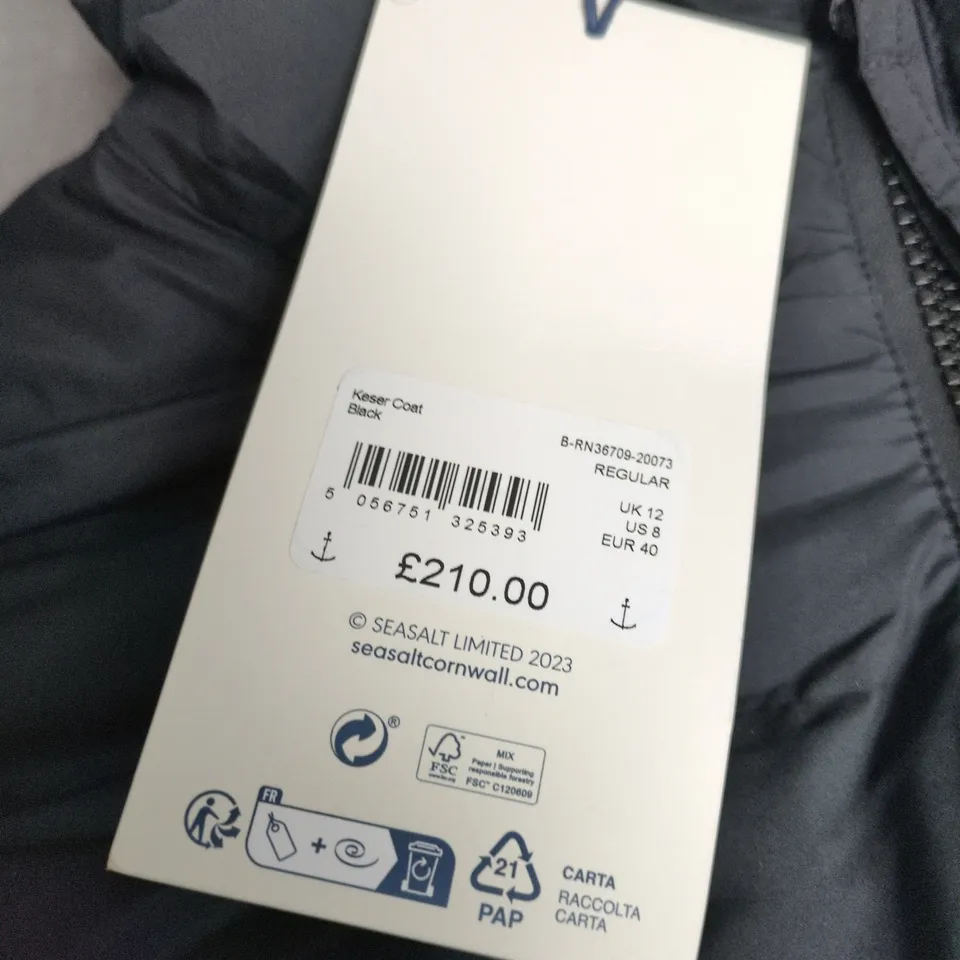 Keser Coat
Black
B-RN36709-20073
REGULAR
UK 12
US 8
EUR 40
5 056751 325393
£210.00
© SEASALT LIMITED 2023
seasaltcornwall.com
®
FSC
MIX
Paper | Supporting
responsible forestry
FSC™ C120609
FR
+
21
PAP
CARTA
RACCOLTA
CARTA